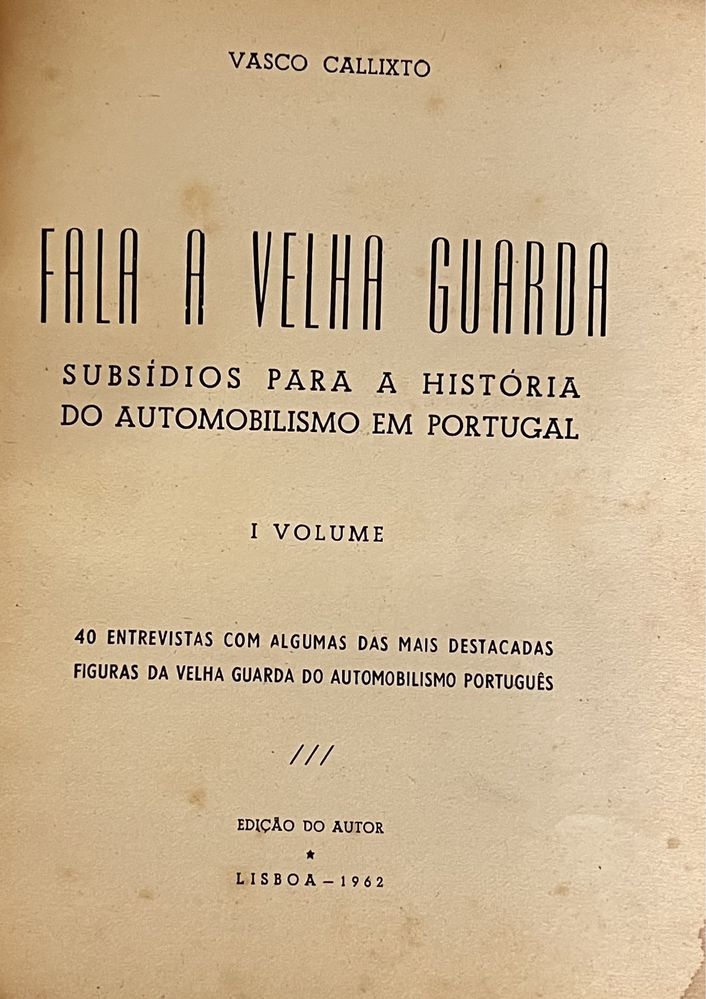 VASCO CALLIXTO
FALA A VELHA GUARDA
SUBSÍDIOS PARA A HISTÓRIA
DO AUTOMOBILISMO EM PORTUGAL
I VOLUME
40 ENTREVISTAS COM ALGUMAS DAS MAIS DESTACADAS
FIGURAS DA VELHA GUARDA DO AUTOMOBILISMO PORTUGUÊS
///
EDIÇÃO DO AUTOR
★
LISBOA — 1962